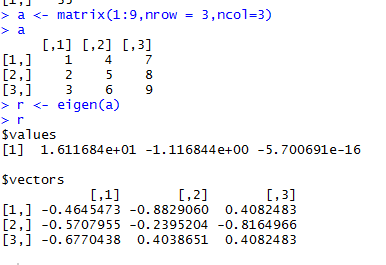 > a <- matrix(1:9,nrow = 3,ncol=3)
> a
[,1] [,2] [,3]
[1,] 1 4 7
[2,] 2 5 8
[3,] 3 6 9
> r <- eigen(a)
> r
$values
[1] 1.611684e+01 -1.116844e+00 -5.700691e-16
$vectors
[,1] [,2] [,3]
[1,] -0.4645473 -0.8829060 0.4082483
[2,] -0.5707955 -0.2395204 -0.8164966
[3,] -0.6770438 0.4038651 0.4082483